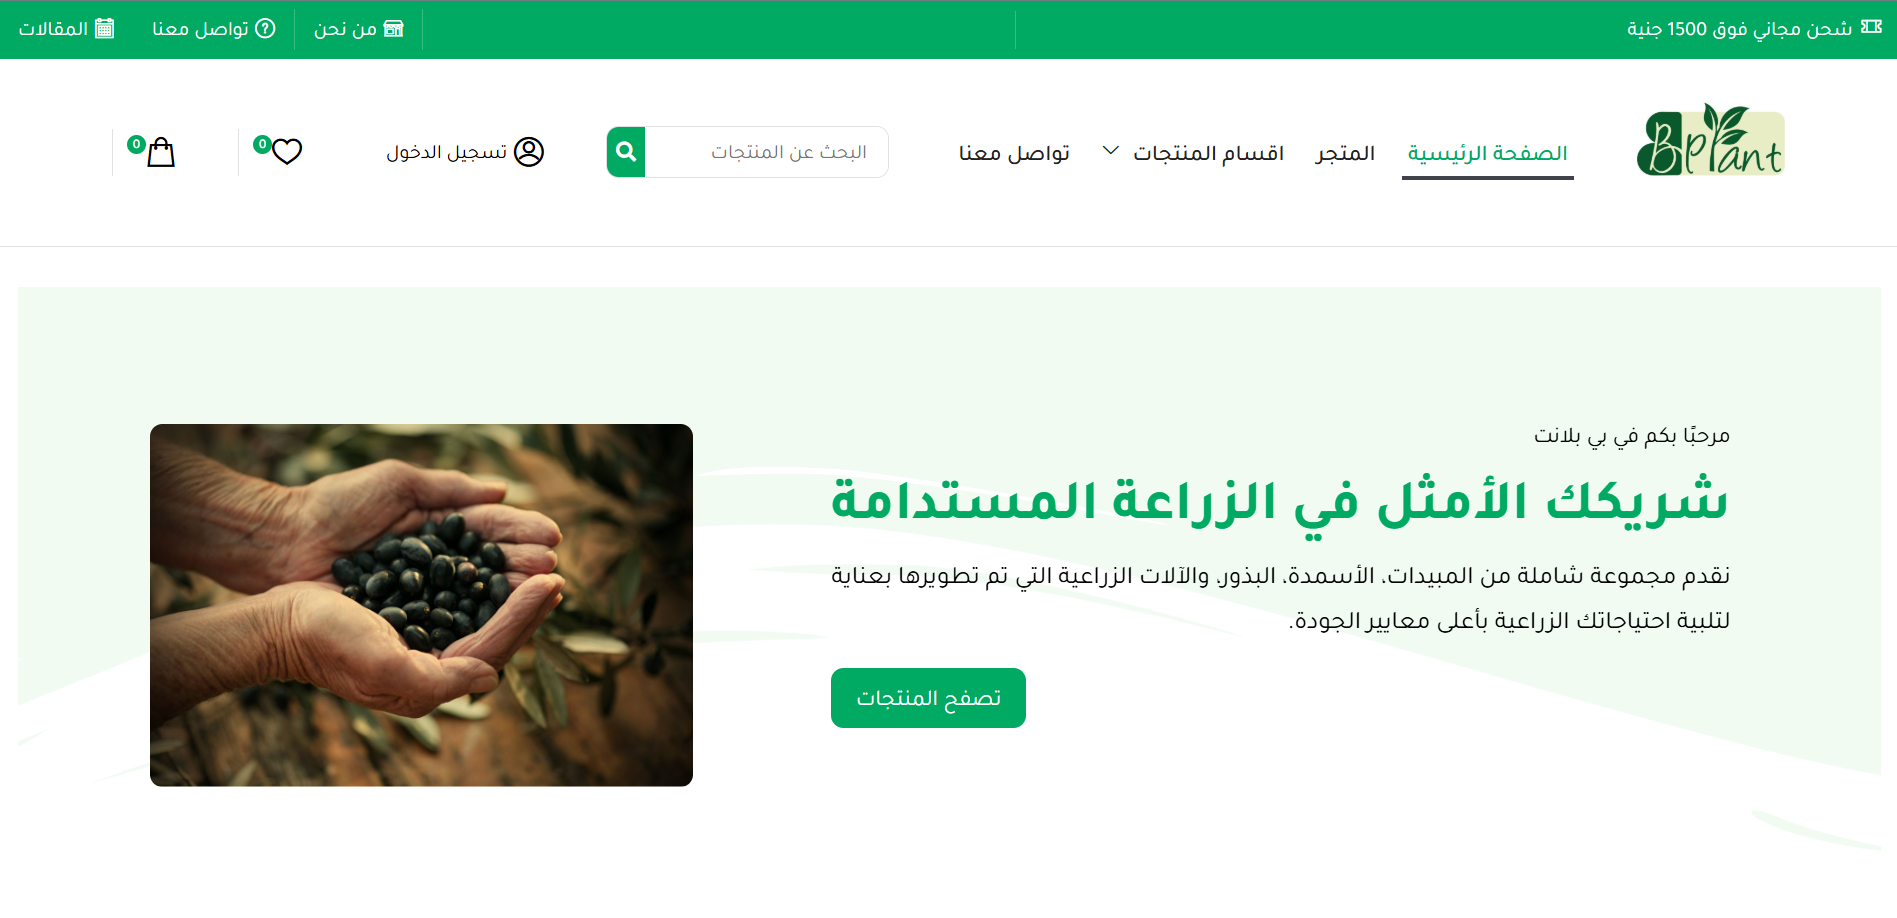 شحن مجاني فوق 1500 جنية
من نحن
تواصل معنا
المقالات
Bplant
الصفحة الرئيسية
المتجر
اقسام المنتجات
تواصل معنا
البحث عن المنتجات
تسجيل الدخول
0
0
مرحبًا بكم في بي بلانت
شريكك الأمثل في الزراعة المستدامة
نقدم مجموعة شاملة من المبيدات، الأسمدة، البذور، والآلات الزراعية التي تم تطويرها بعناية
لتلبية احتياجاتك الزراعية بأعلى معايير الجودة.
تصفح المنتجات